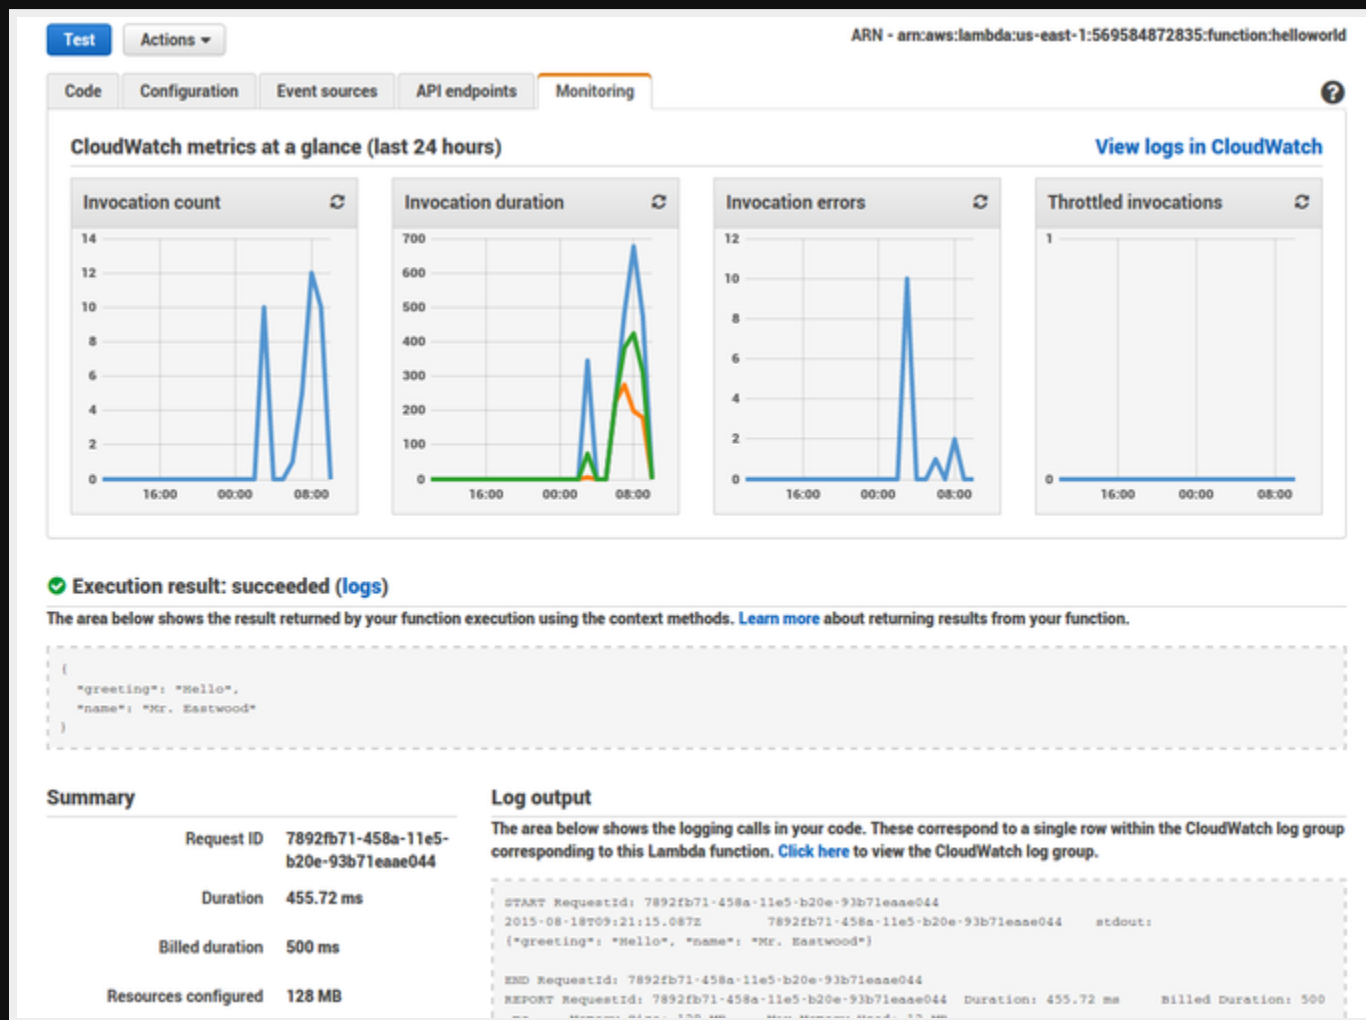 Test
Actions
ARN - arn:aws:lambda:us-east-1:569584872835:function:helloworld
Code
Configuration
Event sources
API endpoints
Monitoring
?
CloudWatch metrics at a glance (last 24 hours)
View logs in CloudWatch
Invocation count
14
12
10
8
6
4
2
0
16:00
00:00
08:00
Invocation duration
700
600
500
400
300
200
100
0
16:00
00:00
08:00
Invocation errors
12
10
8
6
4
2
0
16:00
00:00
08:00
Throttled invocations
1
0
16:00
00:00
08:00
Execution result: succeeded (logs)
The area below shows the result returned by your function execution using the context methods. Learn more about returning results from your function.
{
"greeting": "Hello",
"name": "Mr. Eastwood"
}
Summary
Request ID 7892fb71-458a-11e5-
b20e-93b71eaae044
Duration 455.72 ms
Billed duration 500 ms
Resources configured 128 MB
Log output
The area below shows the logging calls in your code. These correspond to a single row within the CloudWatch log group
corresponding to this Lambda function. Click here to view the CloudWatch log group.
START RequestId: 7892fb71-458a-11e5-b20e-93b71eaae044
2015-08-18T09:21:15.087Z 7892fb71-458a-11e5-b20e-93b71eaae044 stdout:
{"greeting": "Hello", "name": "Mr. Eastwood"}
END RequestId: 7892fb71-458a-11e5-b20e-93b71eaae044
REPORT RequestId: 7892fb71-458a-11e5-b20e-93b71eaae044 Duration: 455.72 ms Billed Duration: 500